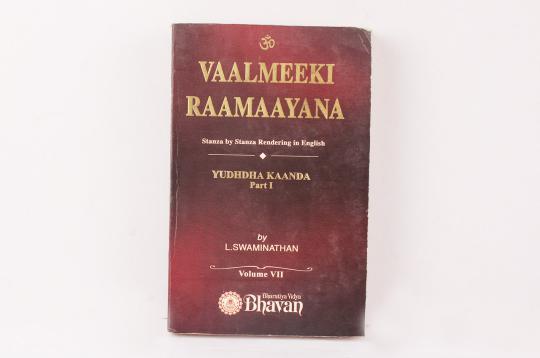 ॐ
VAALMEEKI
RAAMAAYANA
Stanza by Stanza Rendering in English
YUDHDHA KAANDA
Part I
by
L.SWAMINATHAN
Volume VII
Bharatiya Vidya
Bhavan